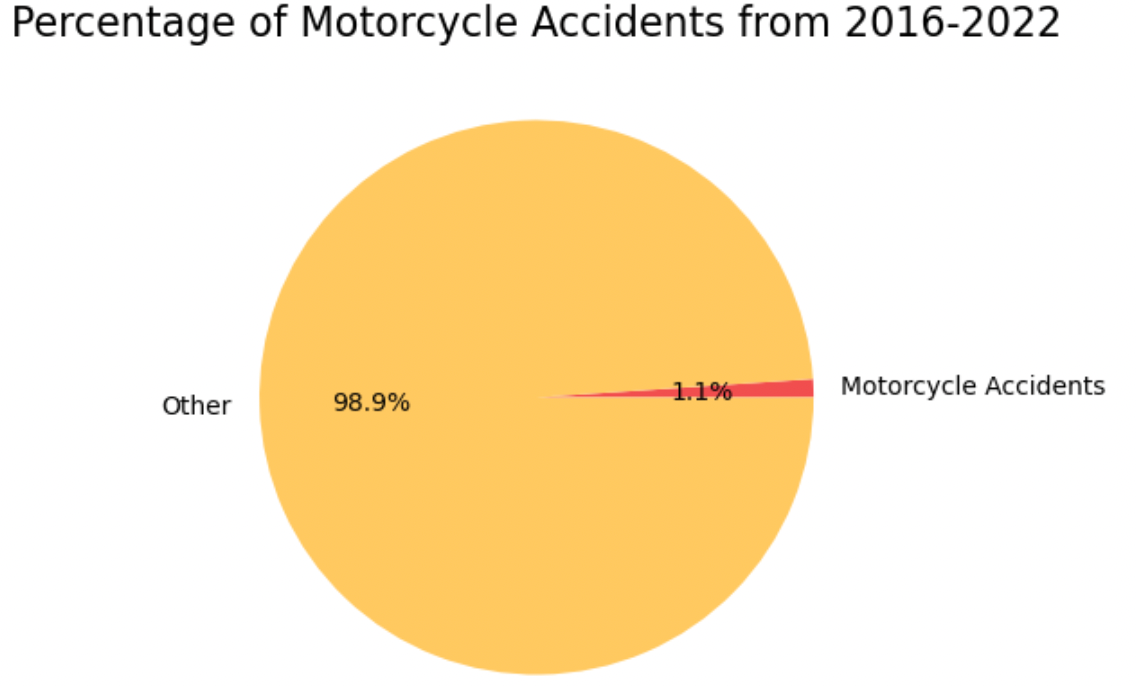 Percentage of Motorcycle Accidents from 2016-2022
1.1%
Motorcycle Accidents
Other
98.9%